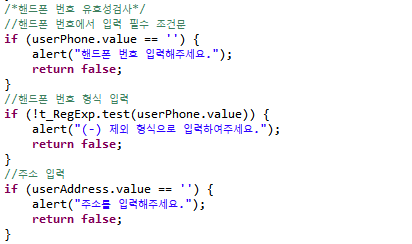 /*핸드폰 번호 유효성검사*/
//핸드폰 번호에서 입력 필수 조건문
if (userPhone.value == '') {
alert("핸드폰 번호 입력해주세요.");
return false;
}
//핸드폰 번호 형식 입력
if (!t_RegExp.test(userPhone.value)) {
alert("(-) 제외 형식으로 입력하여주세요.");
return false;
}
//주소 입력
if (userAddress.value == '') {
alert("주소를 입력해주세요.");
return false;
}